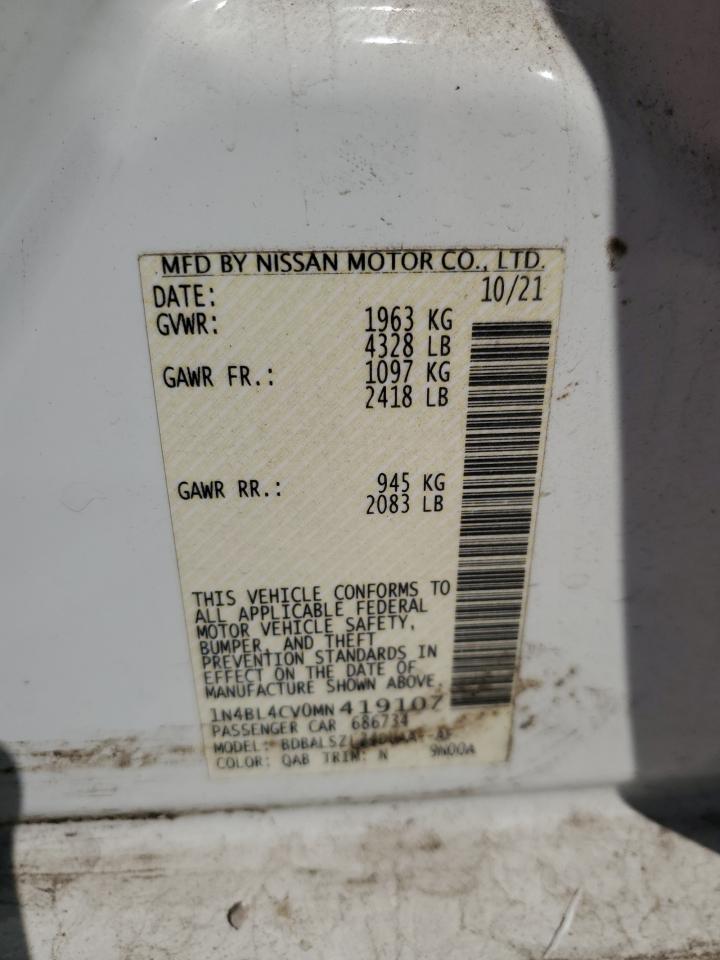 MFD BY NISSAN MOTOR CO., LTD.
DATE: 10/21
GVWR: 1963 KG
4328 LB
GAWR FR.: 1097 KG
2418 LB
GAWR RR.: 945 KG
2083 LB
THIS VEHICLE CONFORMS TO
ALL APPLICABLE FEDERAL
MOTOR VEHICLE SAFETY,
BUMPER, AND THEFT
PREVENTION STANDARDS IN
EFFECT ON THE DATE OF
MANUFACTURE SHOWN ABOVE.
1N4BL4CV0MN419107
PASSENGER CAR 686734
MODEL:
COLOR: QAB TRIM: N 9N00A